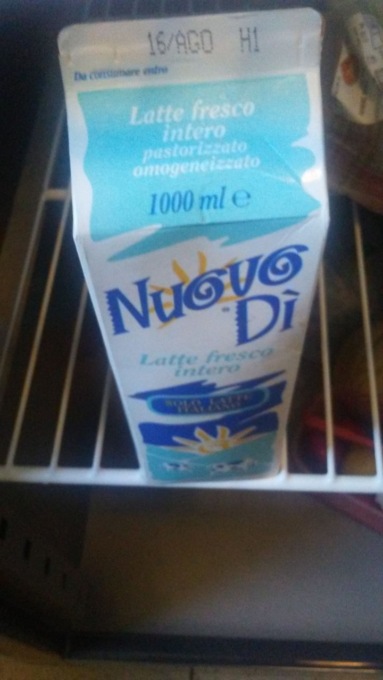 16/AGO H1
Da consumare entro
Latte fresco
intero
pastorizzato
omogeneizzato
1000 ml e
NUOVO
DÌ
Latte fresco
intero
SOLO LATTE
ITALIANO